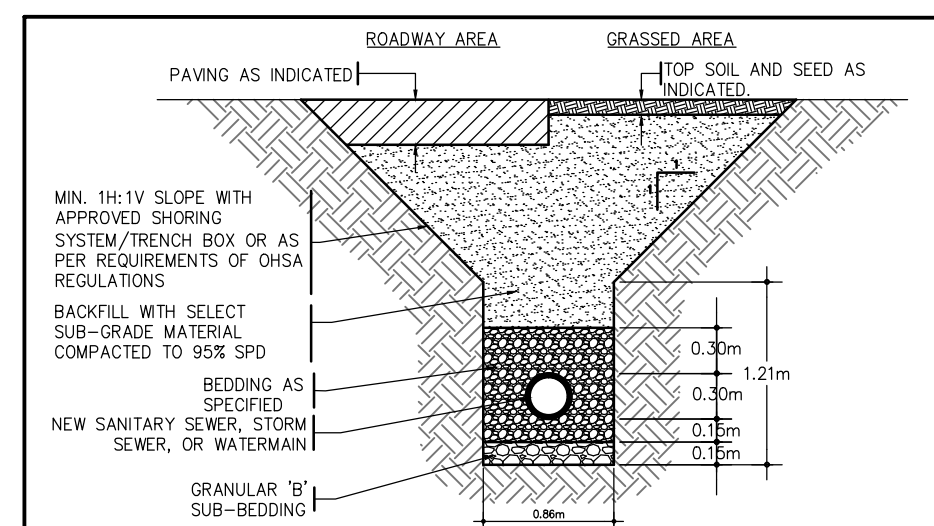 ROADWAY AREA
GRASSED AREA
PAVING AS INDICATED
TOP SOIL AND SEED AS
INDICATED.
1
1
MIN. 1H:1V SLOPE WITH
APPROVED SHORING
SYSTEM/TRENCH BOX OR AS
PER REQUIREMENTS OF OHSA
REGULATIONS
BACKFILL WITH SELECT
SUB-GRADE MATERIAL
COMPACTED TO 95% SPD
BEDDING AS
SPECIFIED
NEW SANITARY SEWER, STORM
SEWER, OR WATERMAIN
GRANULAR 'B'
SUB-BEDDING
0.30m
1.21m
0.30m
0.15m
0.15m
0.86m